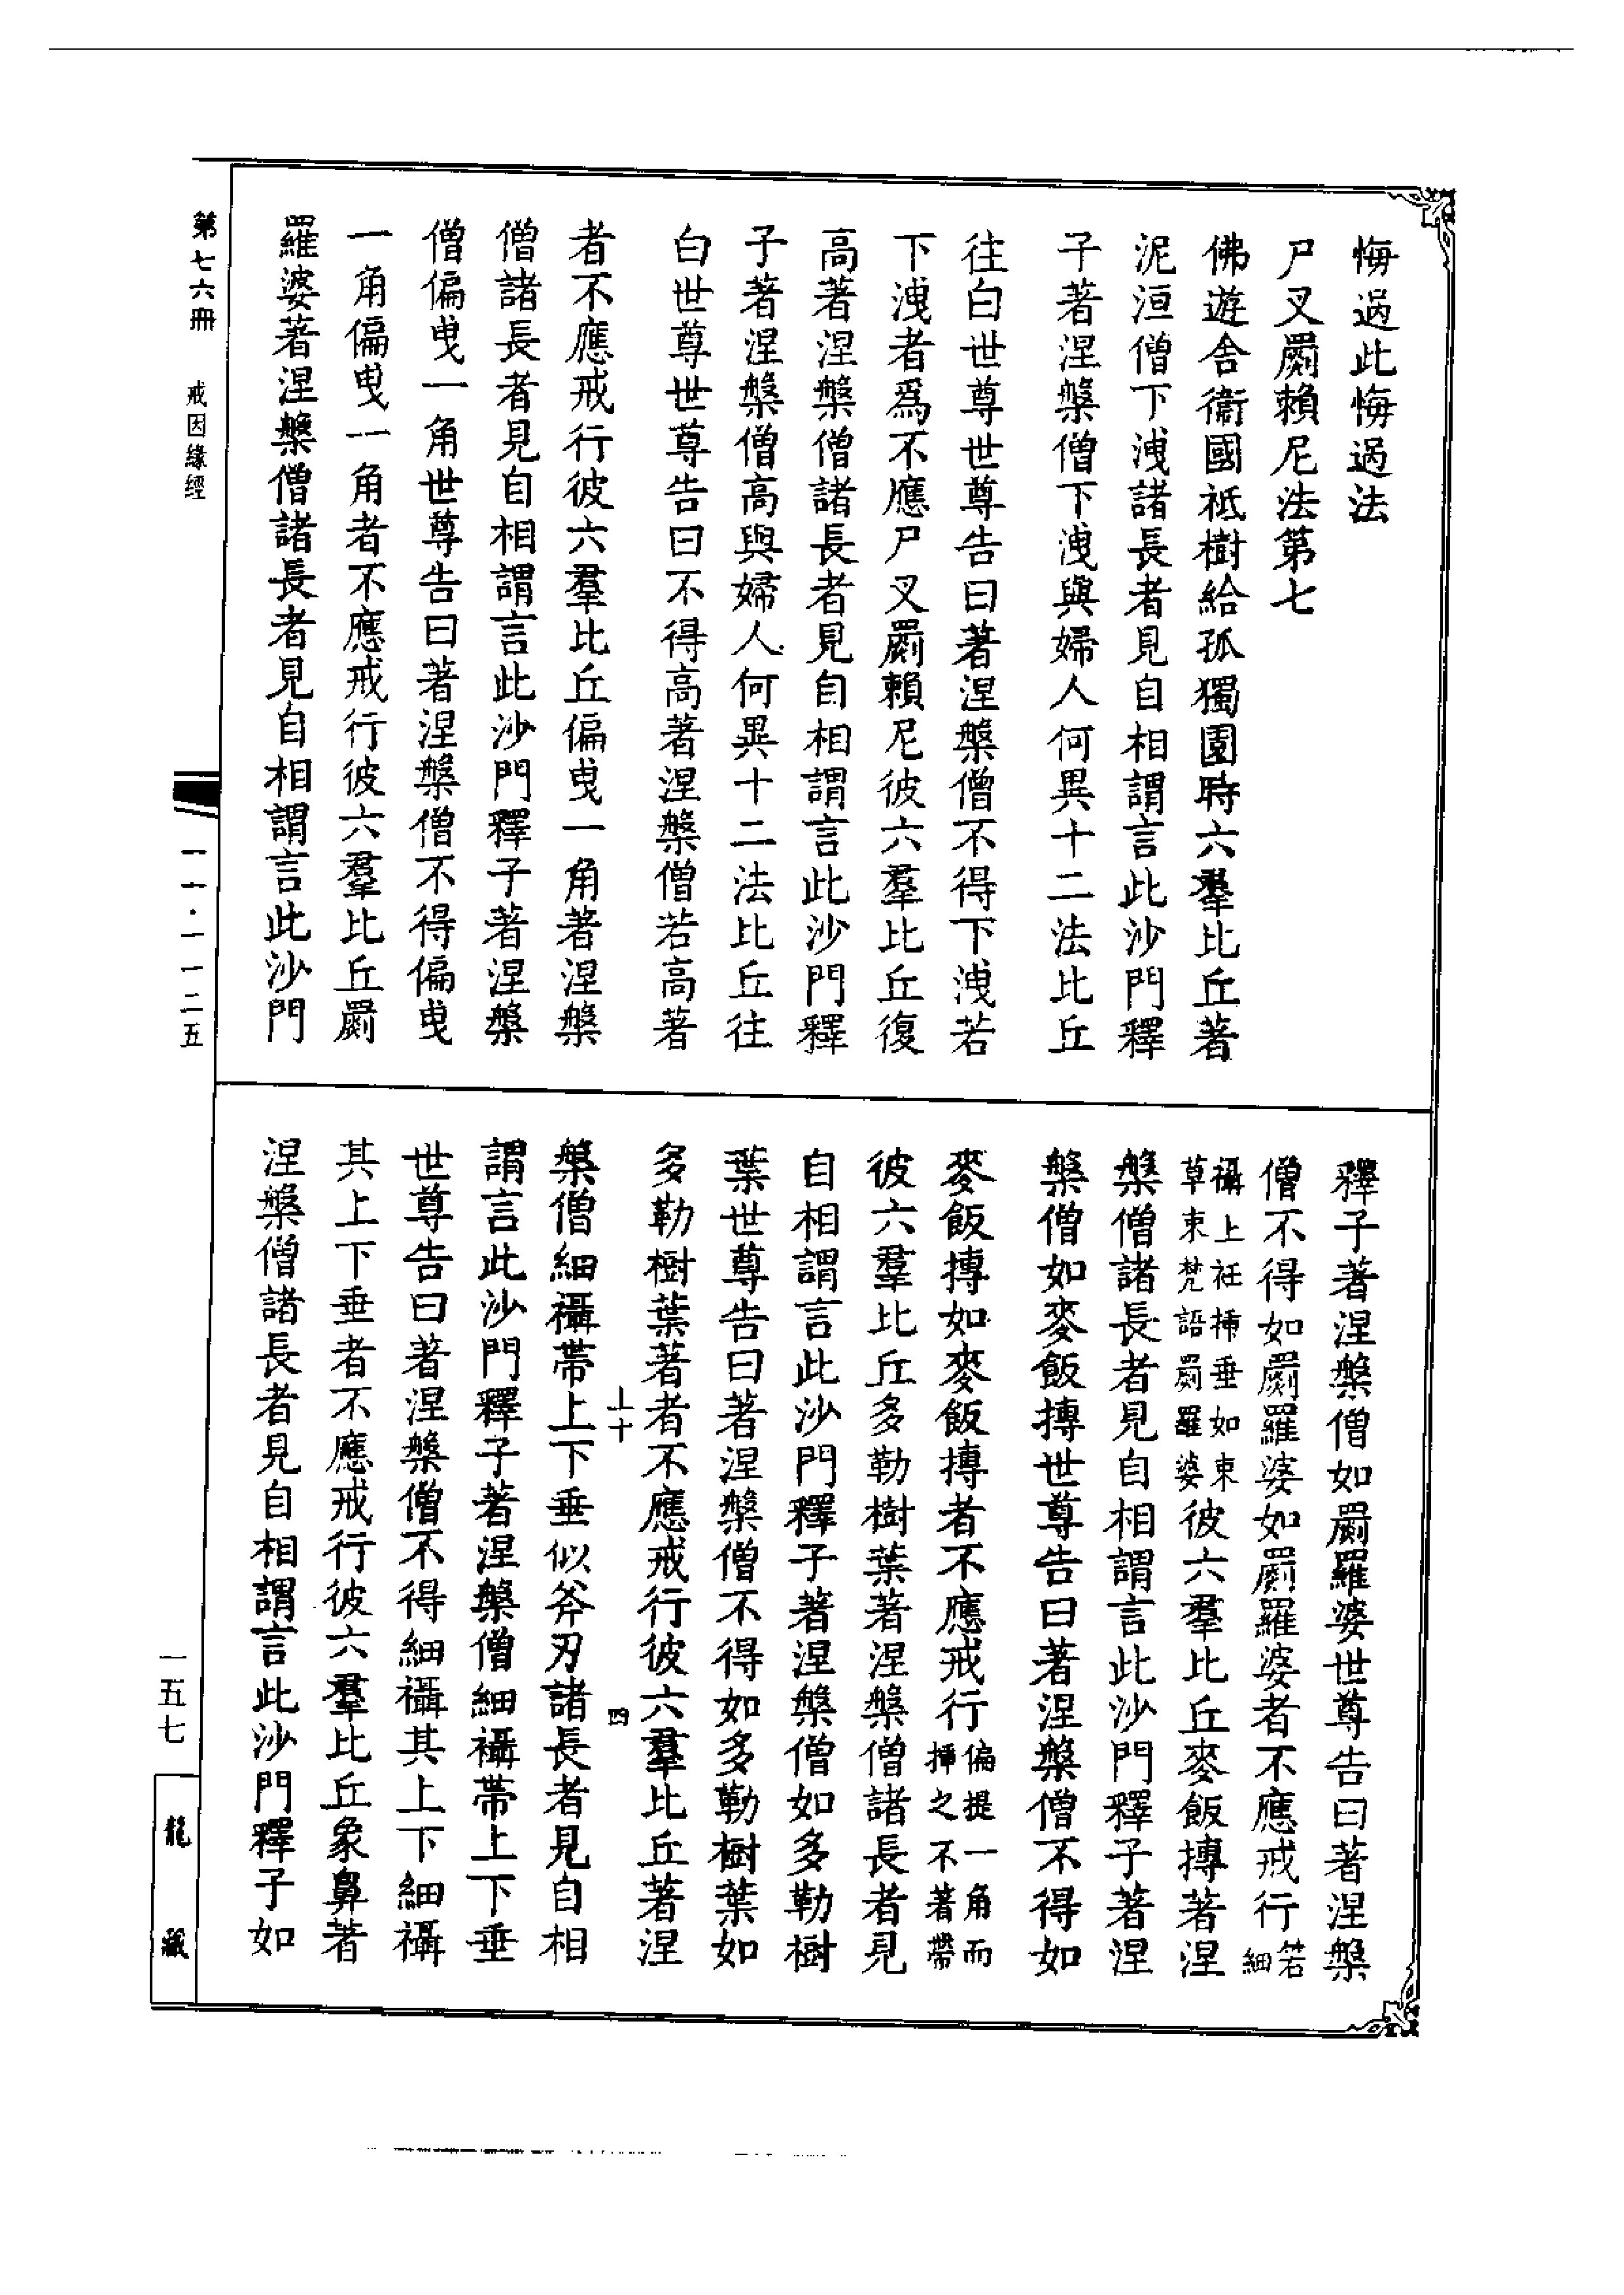 悔過此悔過法
尸叉罽賴尼法第七
佛遊舍衞國祇樹給孤獨園時六羣比丘著
泥洹僧下洩諸長者見自相謂言此沙門釋
子著涅槃僧下洩與婦人何異十二法比丘
往白世尊世尊告曰著涅槃僧不得下洩若
下洩者爲不應尸叉罽賴尼彼六羣比丘復
高著涅槃僧諸長者見自相謂言此沙門釋
子著涅槃僧高與婦人何異十二法比丘往
白世尊世尊告曰不得高著涅槃僧若高著
者不應戒行彼六羣比丘偏曳一角著涅槃
僧諸長者見自相謂言此沙門釋子著涅槃
僧偏曳一角世尊告曰著涅槃僧不得偏曳
一角偏曳一角者不應戒行彼六羣比丘罽
羅婆著涅槃僧諸長者見自相謂言此沙門
釋子著涅槃僧如罽羅婆世尊告曰著涅槃
僧不得如罽羅婆如罽羅婆者不應戒行若細
攝上衽掃垂如束草束梵語罽羅婆彼六羣比丘麥飯摶著涅
槃僧諸長者見自相謂言此沙門釋子著涅
槃僧如麥飯摶世尊告曰著涅槃僧不得如
麥飯摶如麥飯摶者不應戒行偏提一角而揷之不著帶
彼六羣比丘多勒樹葉著涅槃僧諸長者見
自相謂言此沙門釋子著涅槃僧如多勒樹
葉世尊告曰著涅槃僧不得如多勒樹葉如
多勒樹葉著者不應戒行彼六羣比丘著涅
上十 四
槃僧細攝帶上下垂似斧刃諸長者見自相
謂言此沙門釋子著涅槃僧細攝帶上下垂
世尊告曰著涅槃僧不得細攝其上下細攝
其上下垂者不應戒行彼六羣比丘象鼻著
涅槃僧諸長者見自相謂言此沙門釋子如
第七六冊 戒因緣經
一一·一一二五
一五七
龍藏